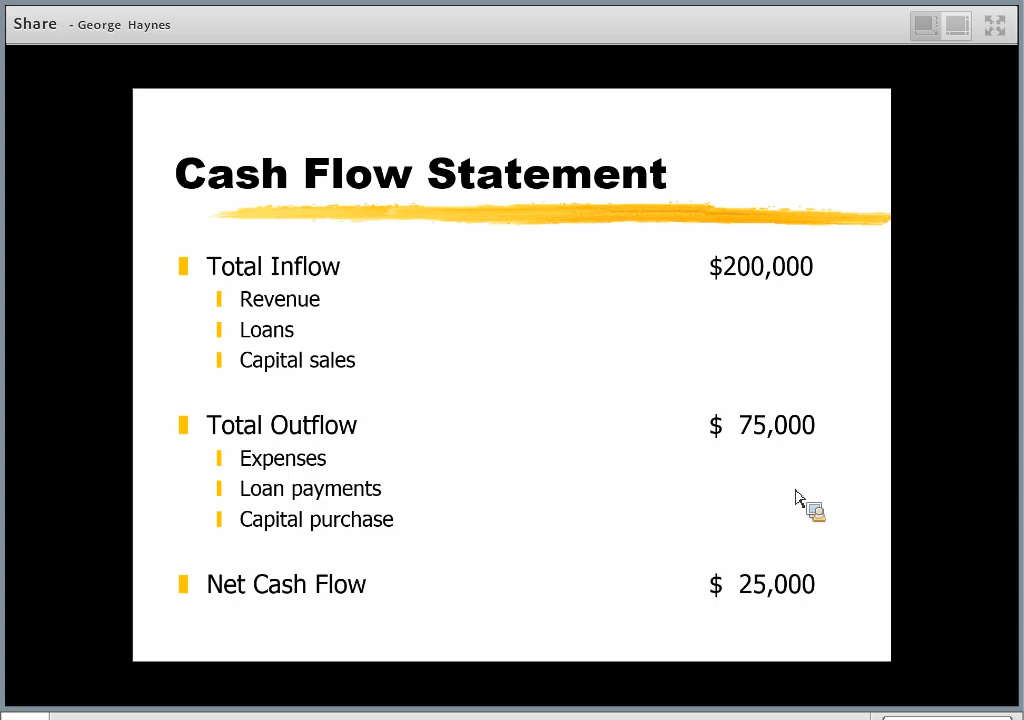 Share - George Haynes
Cash Flow Statement
Total Inflow $200,000
Revenue
Loans
Capital sales
Total Outflow $ 75,000
Expenses
Loan payments
Capital purchase
Net Cash Flow $ 25,000